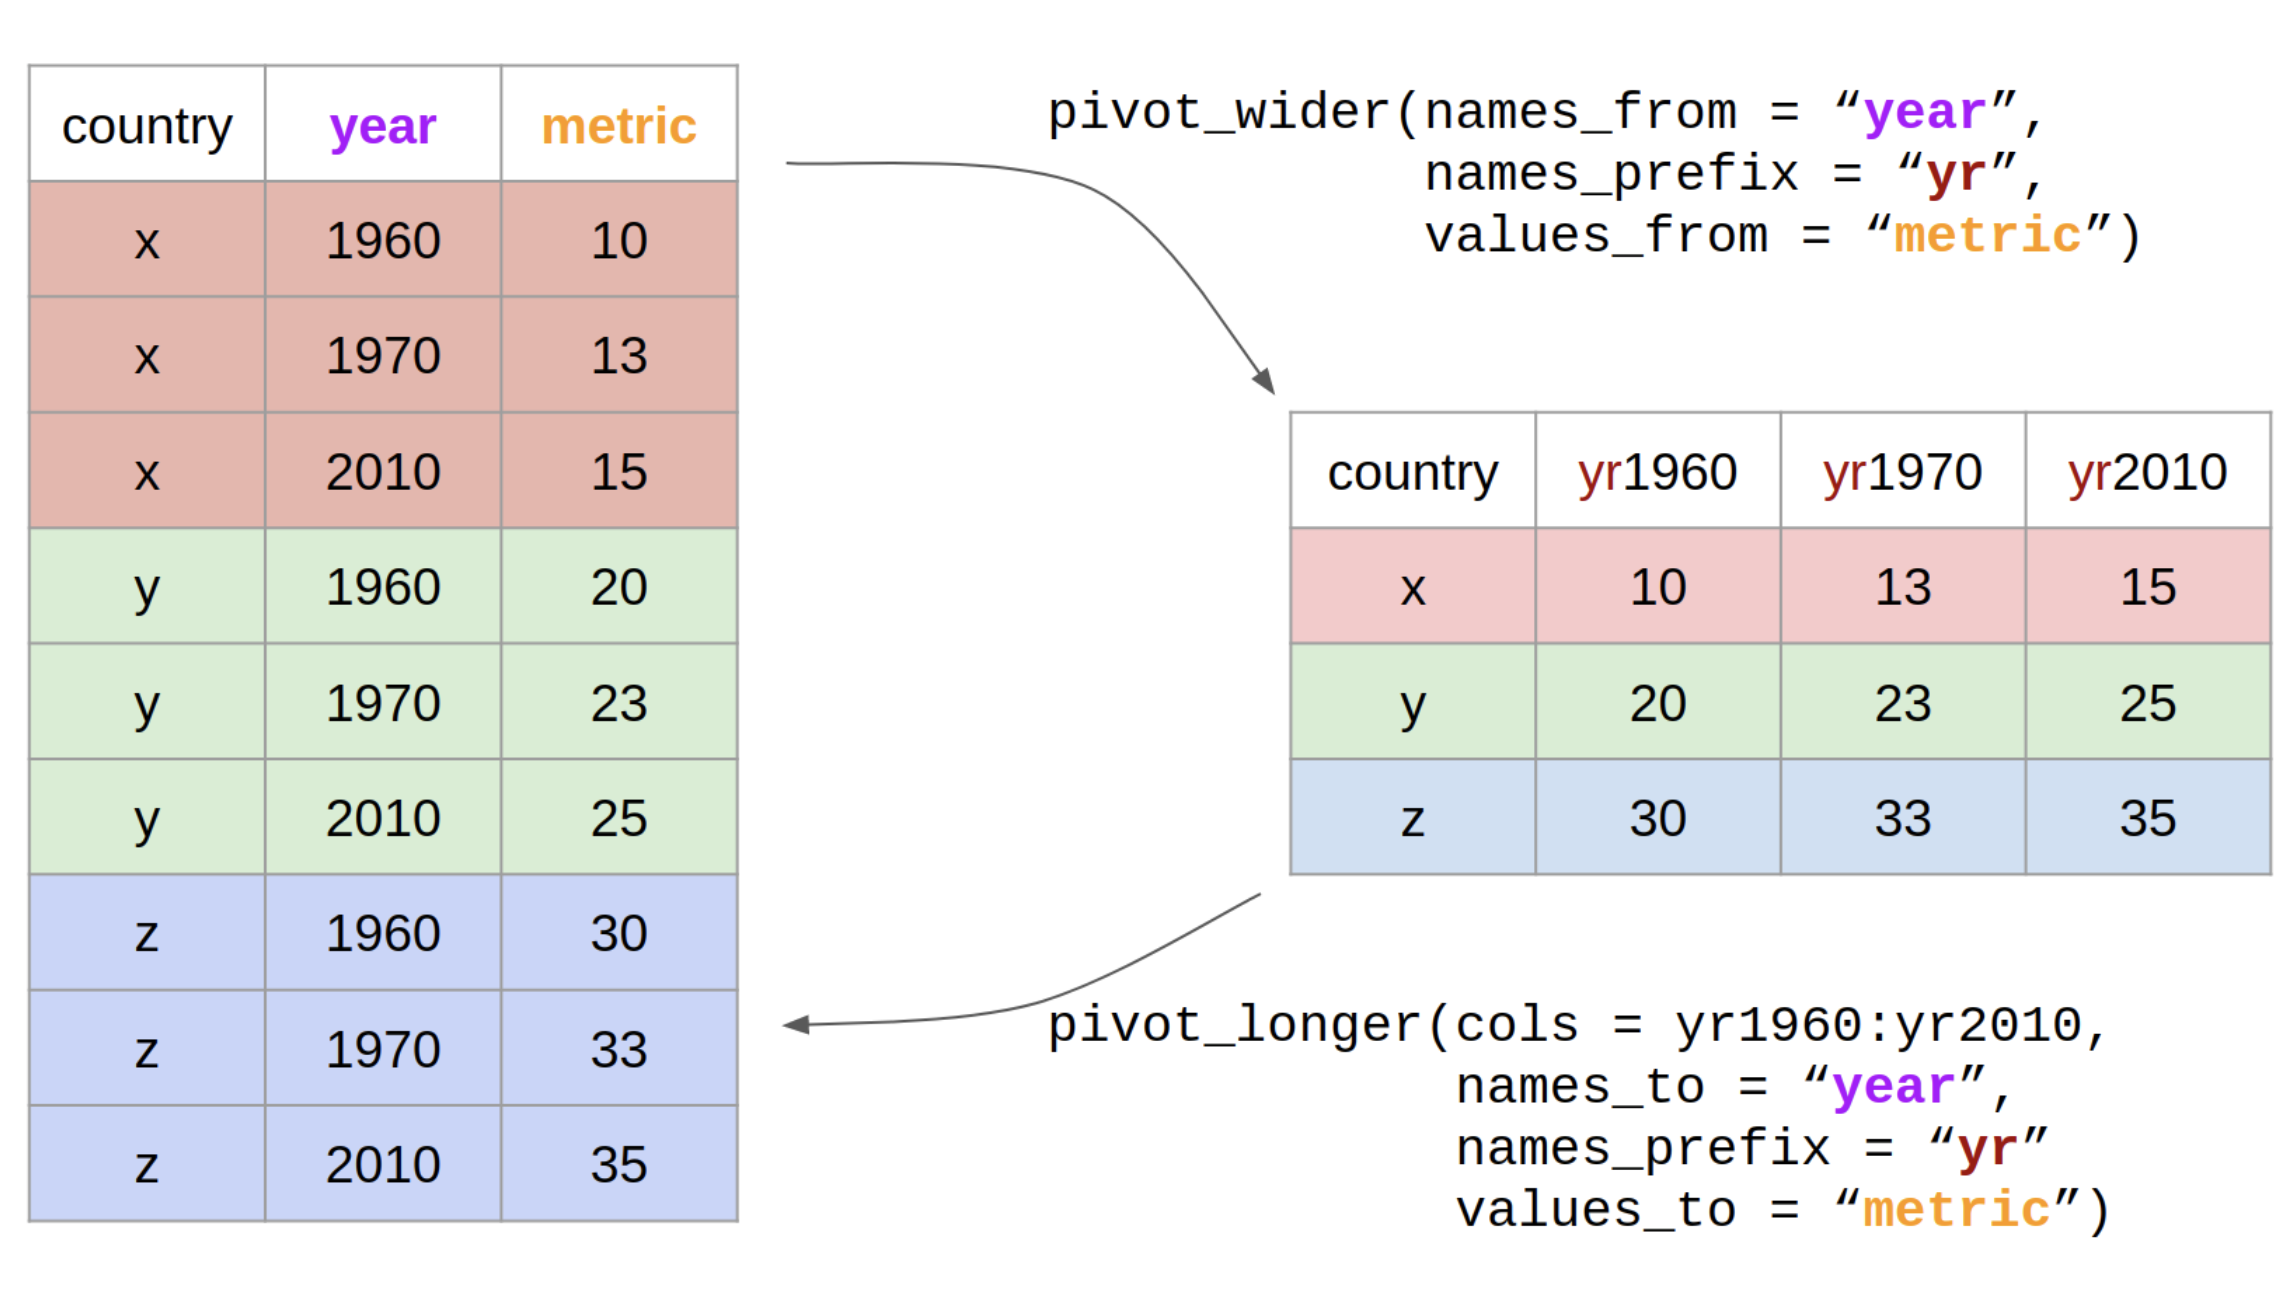 country year metric
x 1960 10
x 1970 13
x 2010 15
y 1960 20
y 1970 23
y 2010 25
z 1960 30
z 1970 33
z 2010 35
pivot_wider(names_from = “year”,
names_prefix = “yr”,
values_from = “metric”)
country yr1960 yr1970 yr2010
x 10 13 15
y 20 23 25
z 30 33 35
pivot_longer(cols = yr1960:yr2010,
names_to = “year”,
names_prefix = “yr”
values_to = “metric”)